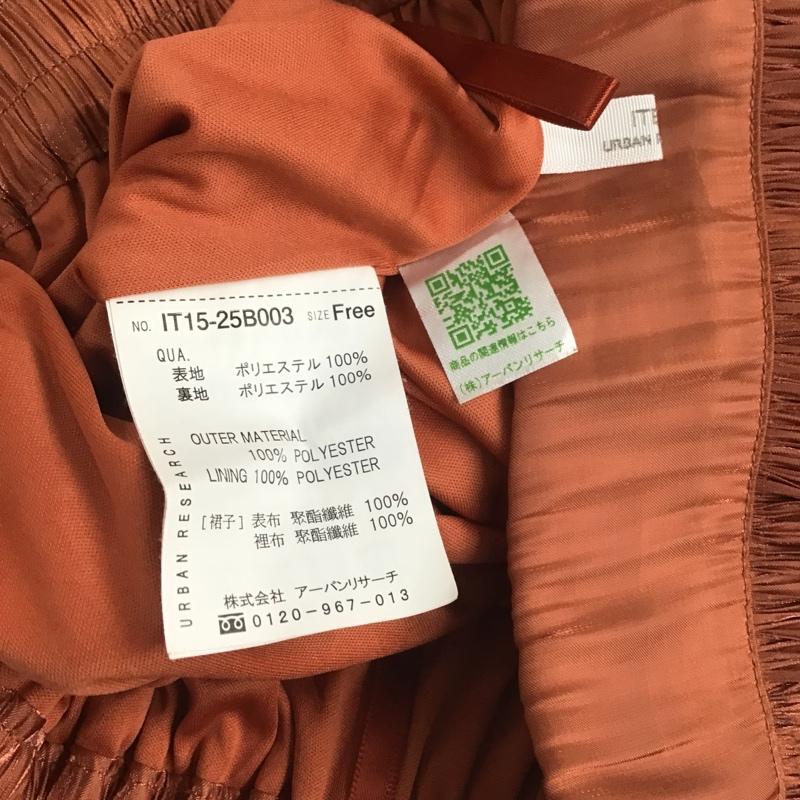 ITE
URBAN
商品の関連情報はこちら
(株)アーバンリサーチ
NO. IT15-25B003 SIZE Free
QUA.
表地 ポリエステル 100%
裏地 ポリエステル 100%
OUTER MATERIAL
100% POLYESTER
LINING 100% POLYESTER
[裙子] 表布 聚酯纖維 100%
裡布 聚酯纖維 100%
URBAN RESEARCH
株式会社 アーバンリサーチ
0120-967-013